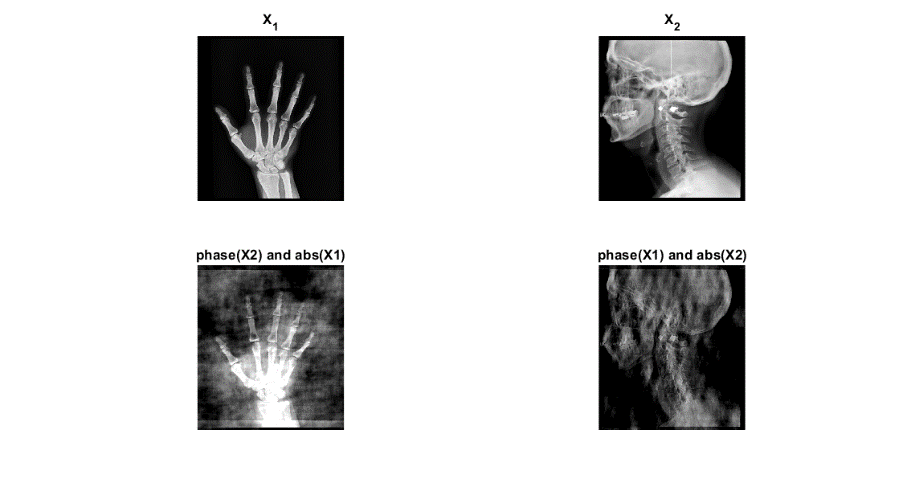 X1
X2
phase(X2) and abs(X1)
phase(X1) and abs(X2)